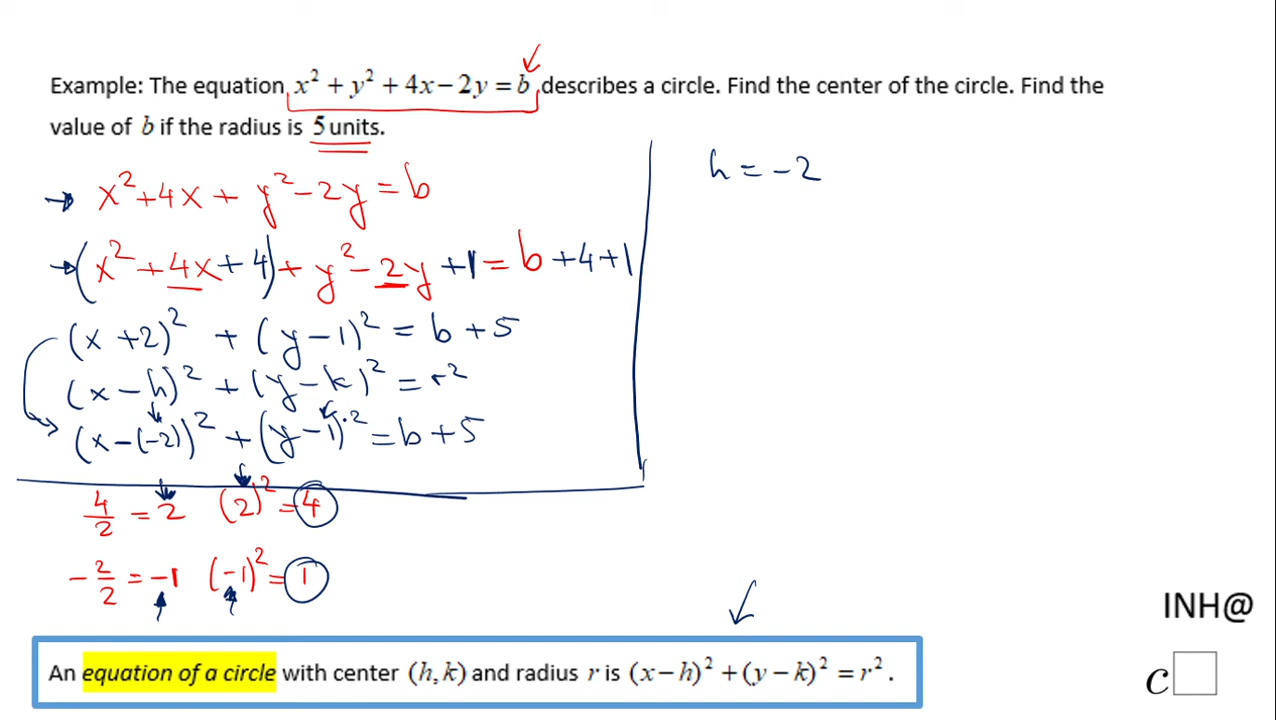 Example: The equation x² + y² + 4x − 2y = b describes a circle. Find the center of the circle. Find the
value of b if the radius is 5 units.
x² + 4x + y² − 2y = b
(x² + 4x + 4) + y² − 2y + 1 = b + 4 + 1
(x + 2)² + (y − 1)² = b + 5
(x − h)² + (y − k)² = r²
(x − (−2))² + (y − 1)² = b + 5
4/2 = 2 (2)² = 4
−2/2 = −1 (−1)² = 1
h = −2
An equation of a circle with center (h, k) and radius r is (x − h)² + (y − k)² = r².
INH@
c